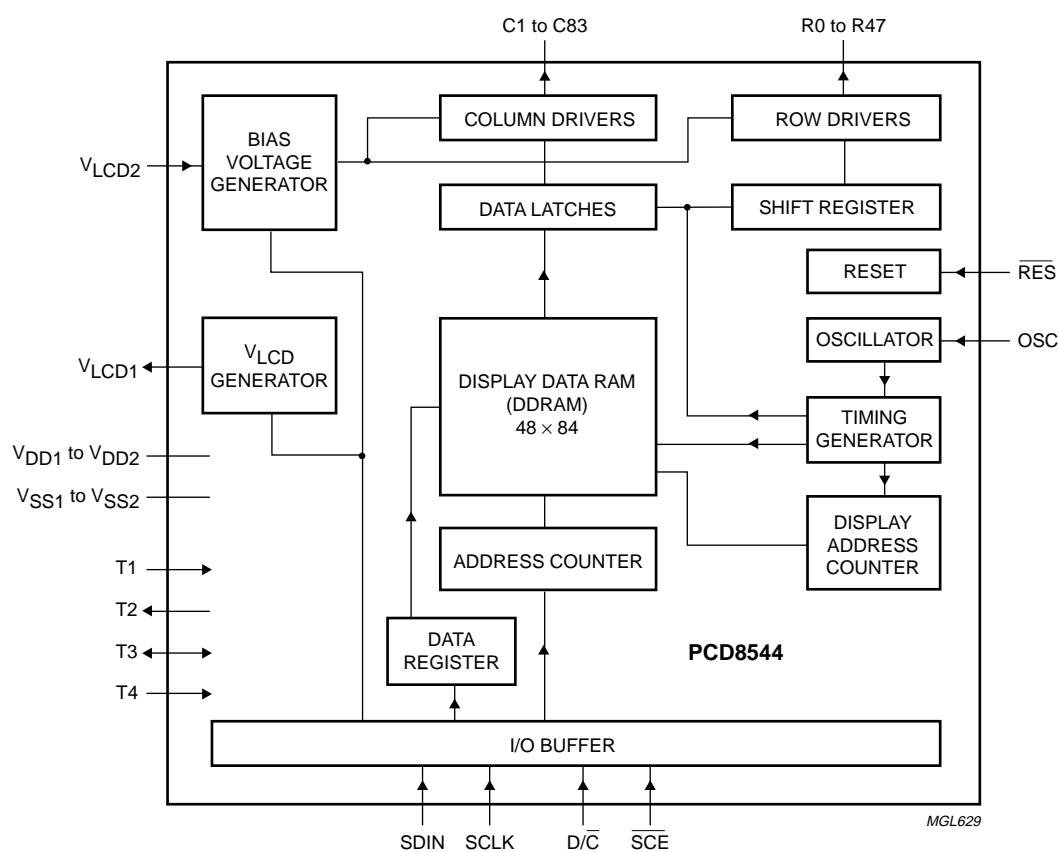 C1 to C83
R0 to R47
COLUMN DRIVERS
ROW DRIVERS
BIAS
VOLTAGE
GENERATOR
VLCD2
DATA LATCHES
SHIFT REGISTER
RESET
RES
OSCILLATOR
OSC
VLCD1
VLCD
GENERATOR
DISPLAY DATA RAM
(DDRAM)
48 × 84
TIMING
GENERATOR
VDD1 to VDD2
VSS1 to VSS2
DISPLAY
ADDRESS
COUNTER
ADDRESS COUNTER
T1
T2
T3
T4
DATA
REGISTER
PCD8544
I/O BUFFER
SDIN
SCLK
D/C̅
S̅C̅E̅
MGL629